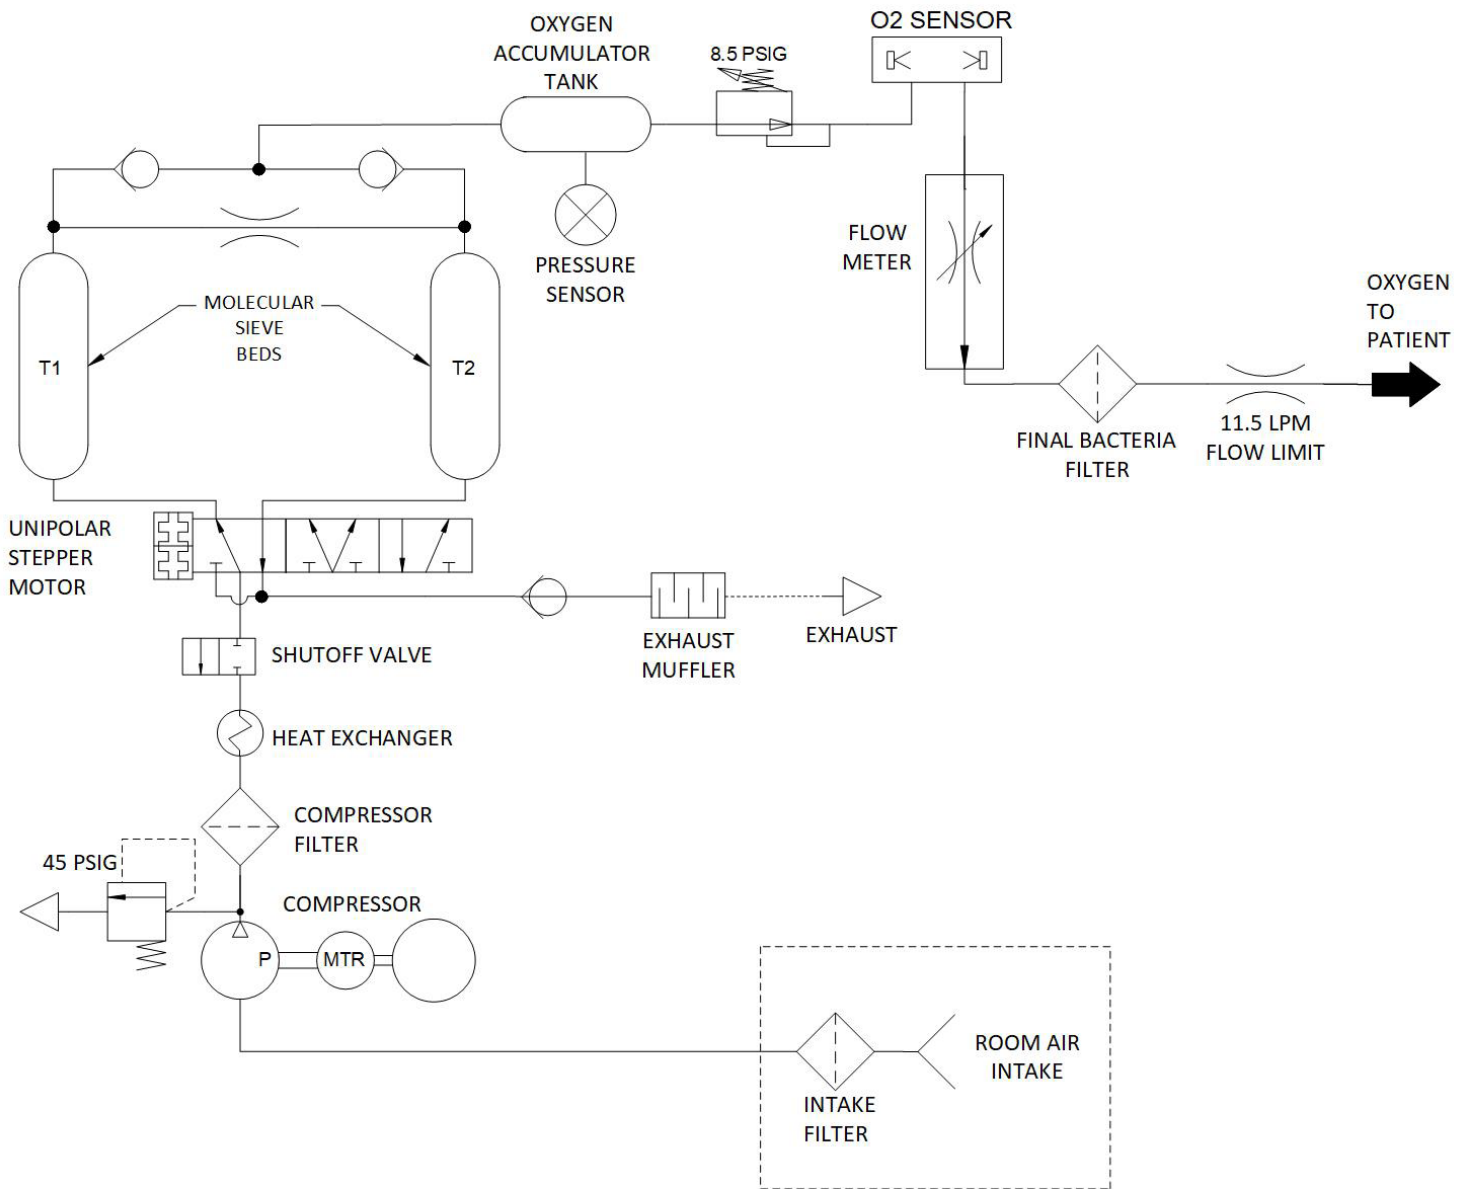 OXYGEN
ACCUMULATOR
TANK
8.5 PSIG
O2 SENSOR
PRESSURE
SENSOR
FLOW
METER
OXYGEN
TO
PATIENT
MOLECULAR
SIEVE
BEDS
T1
T2
FINAL BACTERIA
FILTER
11.5 LPM
FLOW LIMIT
UNIPOLAR
STEPPER
MOTOR
EXHAUST
MUFFLER
EXHAUST
SHUTOFF VALVE
HEAT EXCHANGER
COMPRESSOR
FILTER
45 PSIG
COMPRESSOR
P
MTR
ROOM AIR
INTAKE
INTAKE
FILTER